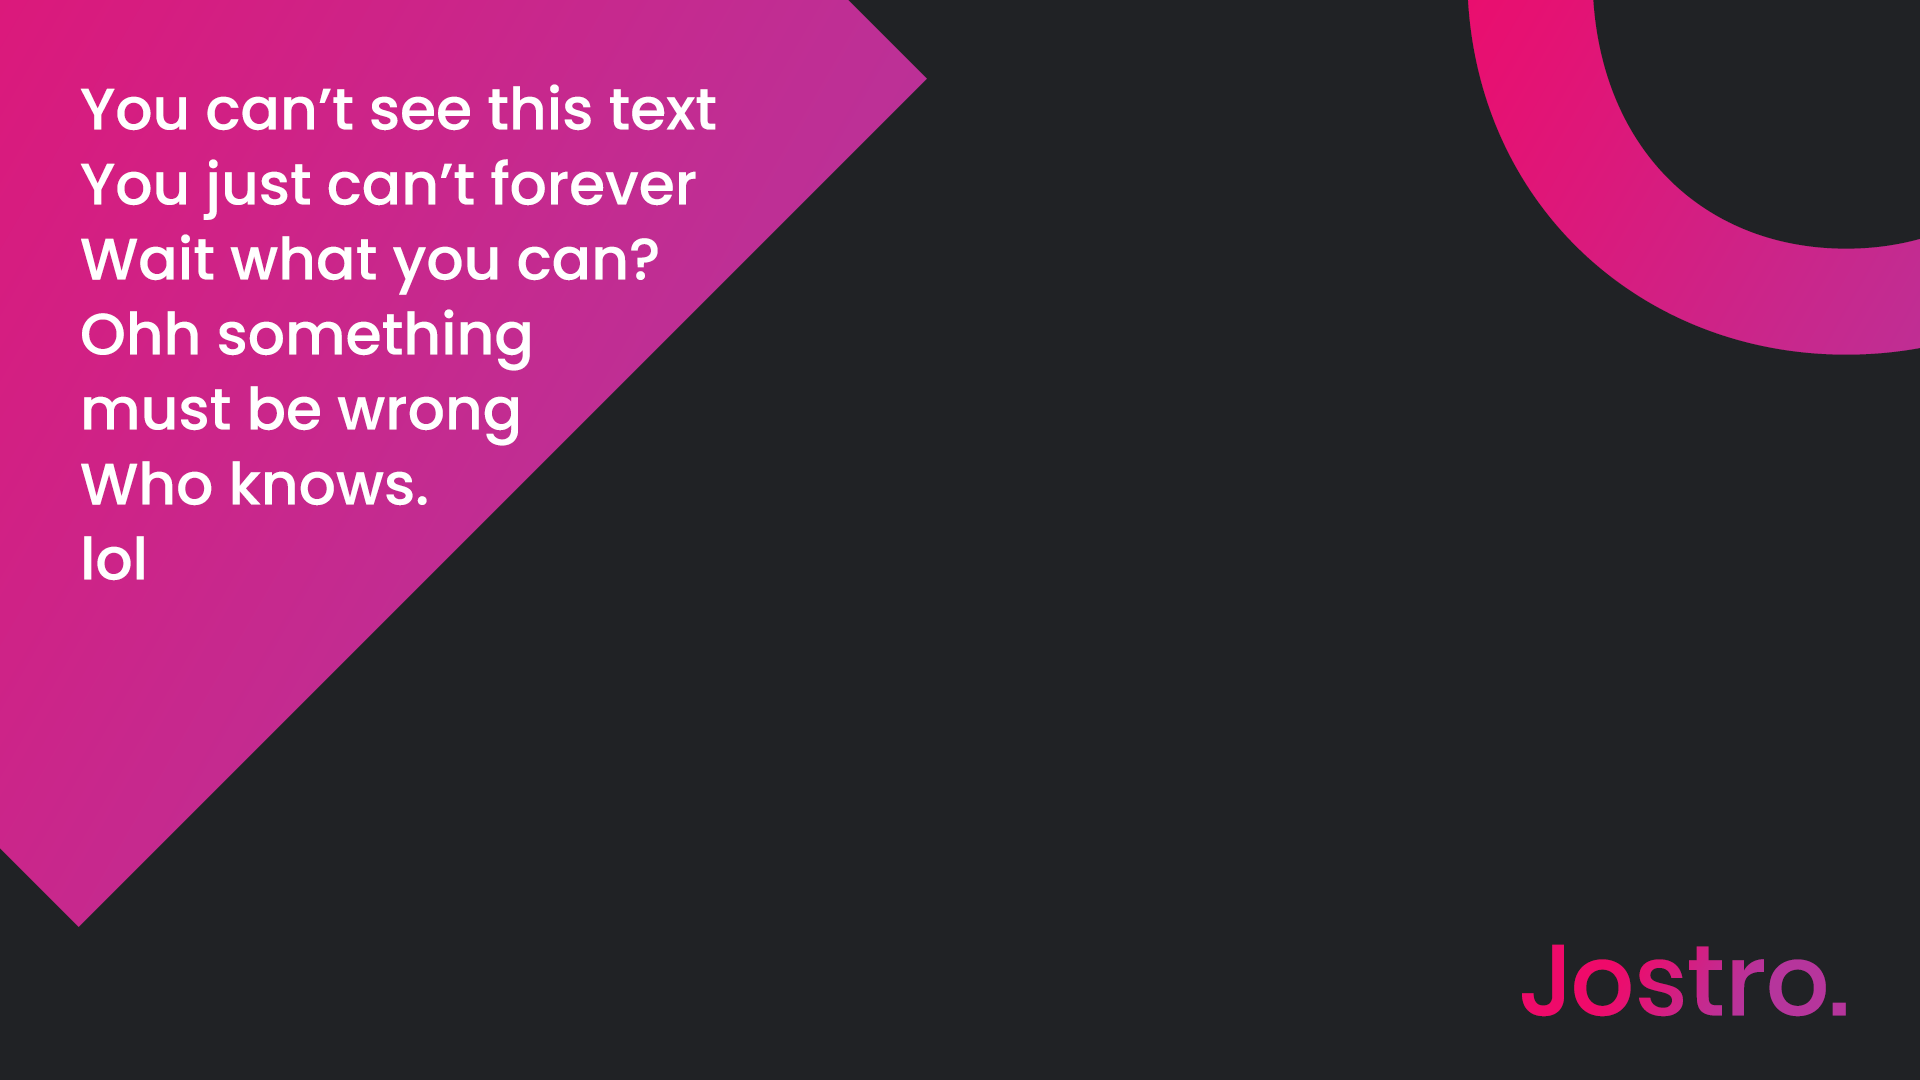 You can’t see this text
You just can’t forever
Wait what you can?
Ohh something
must be wrong
Who knows.
lol
Jostro.